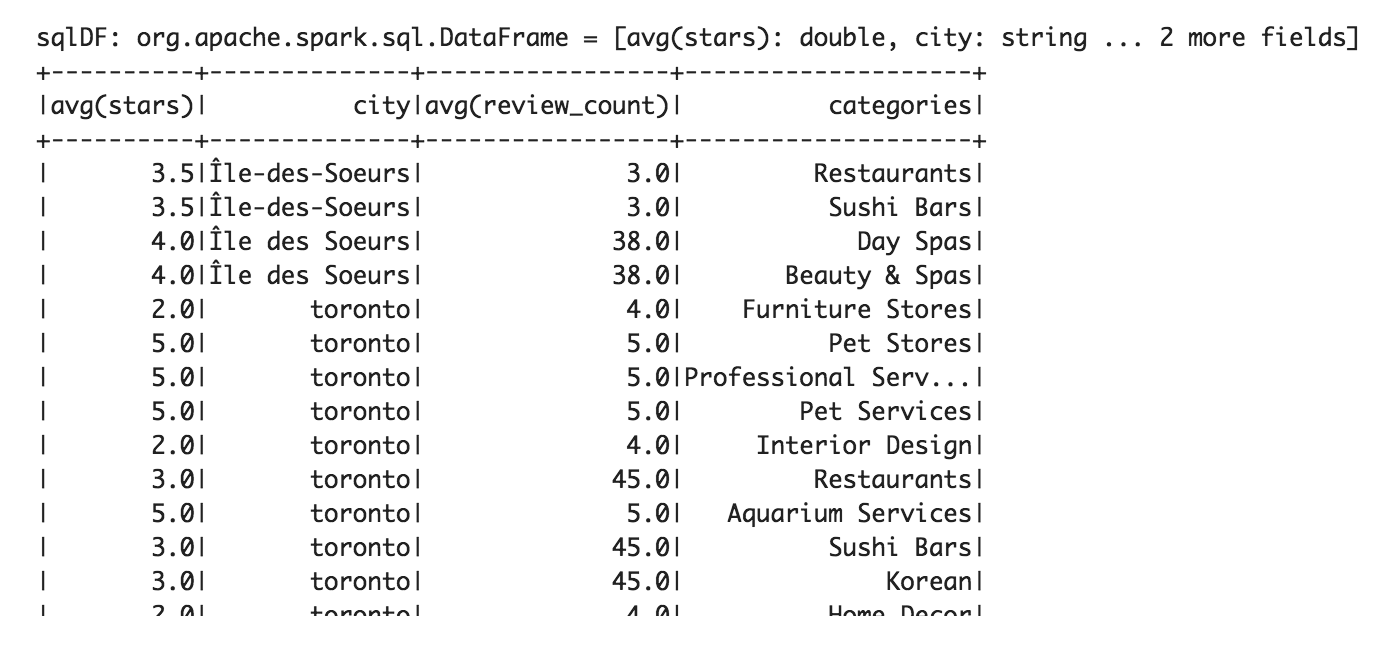 sqlDF: org.apache.spark.sql.DataFrame = [avg(stars): double, city: string ... 2 more fields]
+----------+--------------+-----------------+--------------------+
|avg(stars)|          city|avg(review_count)|          categories|
+----------+--------------+-----------------+--------------------+
|       3.5|Île-des-Soeurs|              3.0|         Restaurants|
|       3.5|Île-des-Soeurs|              3.0|          Sushi Bars|
|       4.0|Île des Soeurs|             38.0|            Day Spas|
|       4.0|Île des Soeurs|             38.0|       Beauty & Spas|
|       2.0|       toronto|              4.0|    Furniture Stores|
|       5.0|       toronto|              5.0|          Pet Stores|
|       5.0|       toronto|              5.0|Professional Serv...|
|       5.0|       toronto|              5.0|        Pet Services|
|       2.0|       toronto|              4.0|     Interior Design|
|       3.0|       toronto|             45.0|         Restaurants|
|       5.0|       toronto|              5.0|   Aquarium Services|
|       3.0|       toronto|             45.0|          Sushi Bars|
|       3.0|       toronto|             45.0|              Korean|
|       2.0|       toronto|              4.0|          Home Decor|